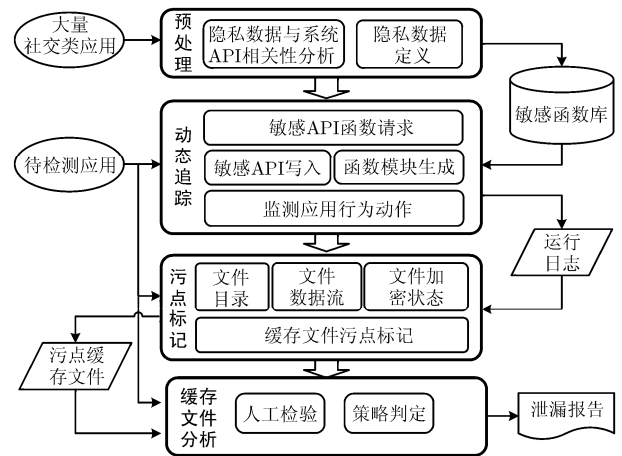 大量
社交类应用
预处理
隐私数据与系统
API相关性分析
隐私数据
定义
敏感函数库
待检测应用
动态追踪
敏感API函数请求
敏感API写入
函数模块生成
监测应用行为动作
运行
日志
污点标记
文件
目录
文件
数据流
文件加
密状态
缓存文件污点标记
污点缓
存文件
缓存
文件
分析
人工检验
策略判定
泄漏报告